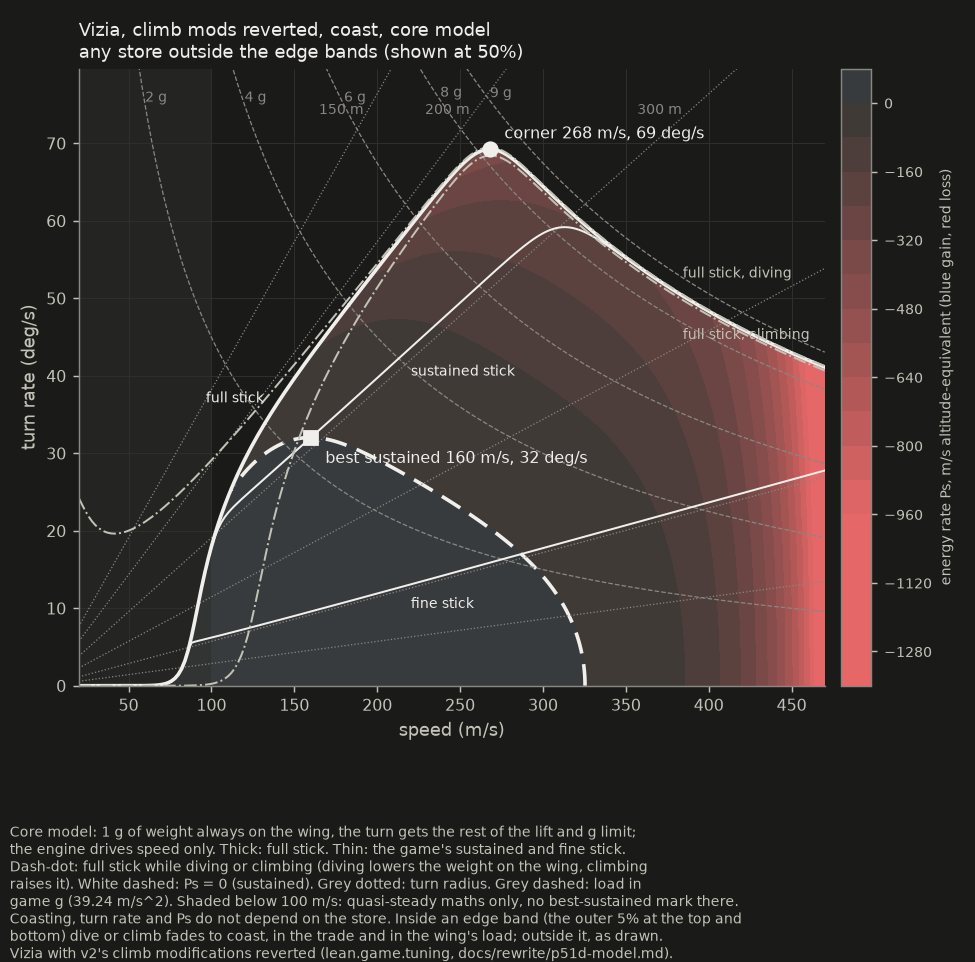 Vizia, climb mods reverted, coast, core model
any store outside the edge bands (shown at 50%)
2 g
4 g
6 g
8 g
9 g
150 m
200 m
300 m
corner 268 m/s, 69 deg/s
full stick, diving
full stick, climbing
full stick
sustained stick
best sustained 160 m/s, 32 deg/s
fine stick
70
60
50
40
30
20
10
0
turn rate (deg/s)
50
100
150
200
250
300
350
400
450
speed (m/s)
0
−160
−320
−480
−640
−800
−960
−1120
−1280
energy rate Ps, m/s altitude-equivalent (blue gain, red loss)
Core model: 1 g of weight always on the wing, the turn gets the rest of the lift and g limit;
the engine drives speed only. Thick: full stick. Thin: the game's sustained and fine stick.
Dash-dot: full stick while diving or climbing (diving lowers the weight on the wing, climbing
raises it). White dashed: Ps = 0 (sustained). Grey dotted: turn radius. Grey dashed: load in
game g (39.24 m/s^2). Shaded below 100 m/s: quasi-steady maths only, no best-sustained mark there.
Coasting, turn rate and Ps do not depend on the store. Inside an edge band (the outer 5% at the top and
bottom) dive or climb fades to coast, in the trade and in the wing's load; outside it, as drawn.
Vizia with v2's climb modifications reverted (lean.game.tuning, docs/rewrite/p51d-model.md).